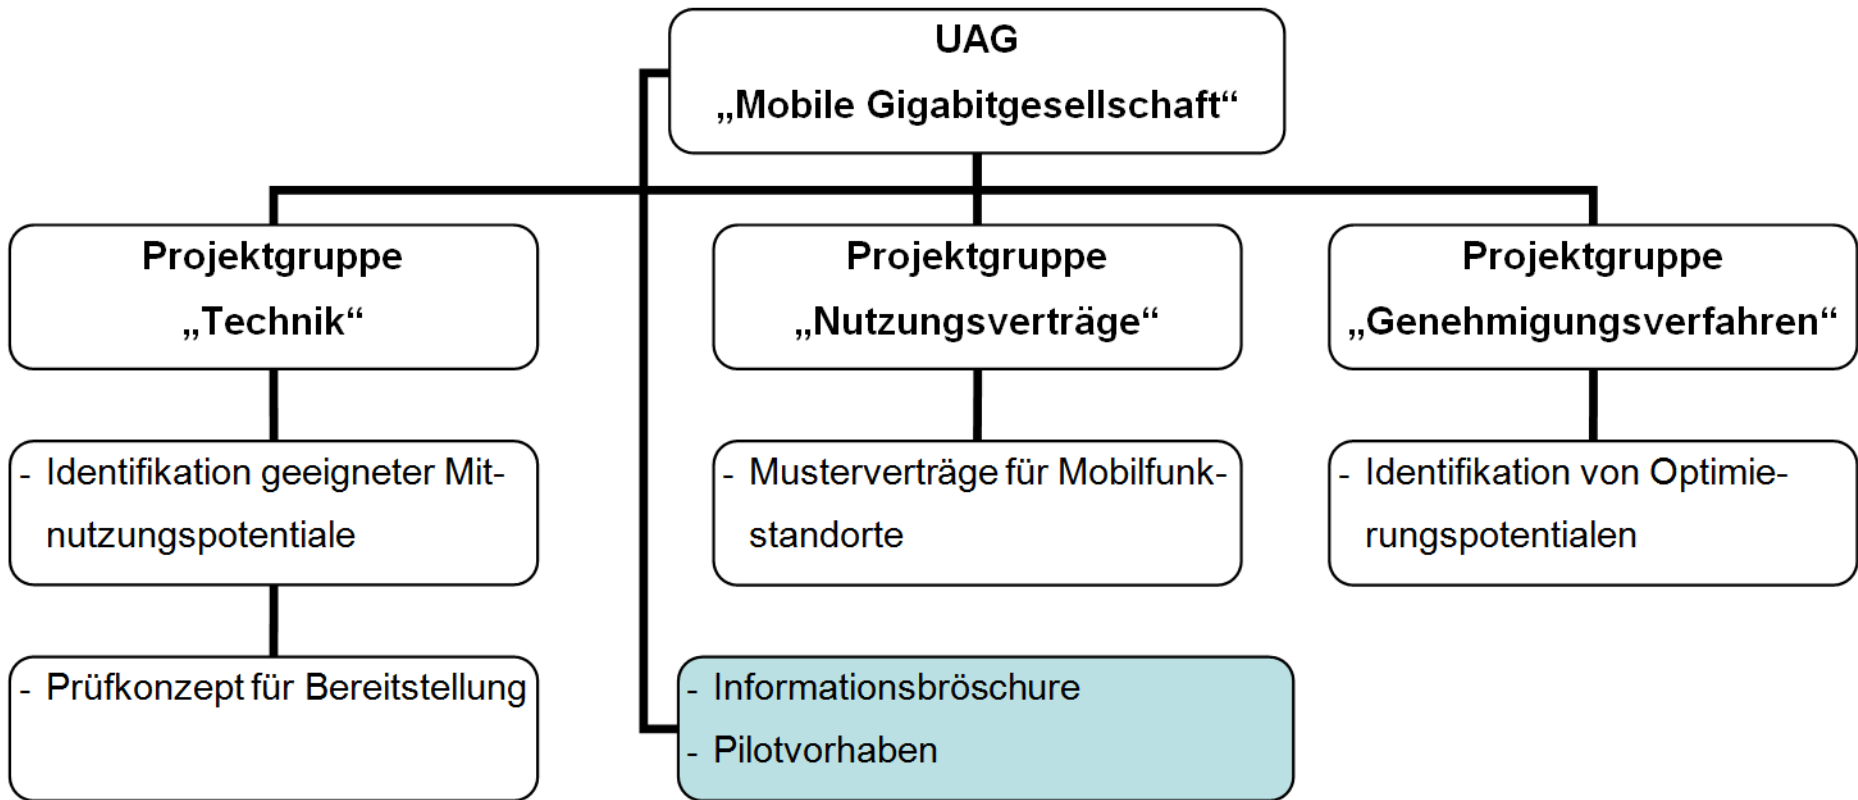 UAG
„Mobile Gigabitgesellschaft“
Projektgruppe
„Technik“
Projektgruppe
„Nutzungsverträge“
Projektgruppe
„Genehmigungsverfahren“
- Identifikation geeigneter Mit-
nutzungspotentiale
- Musterverträge für Mobilfunk-
standorte
- Identifikation von Optimie-
rungspotentialen
- Prüfkonzept für Bereitstellung
- Informationsbröschure
- Pilotvorhaben